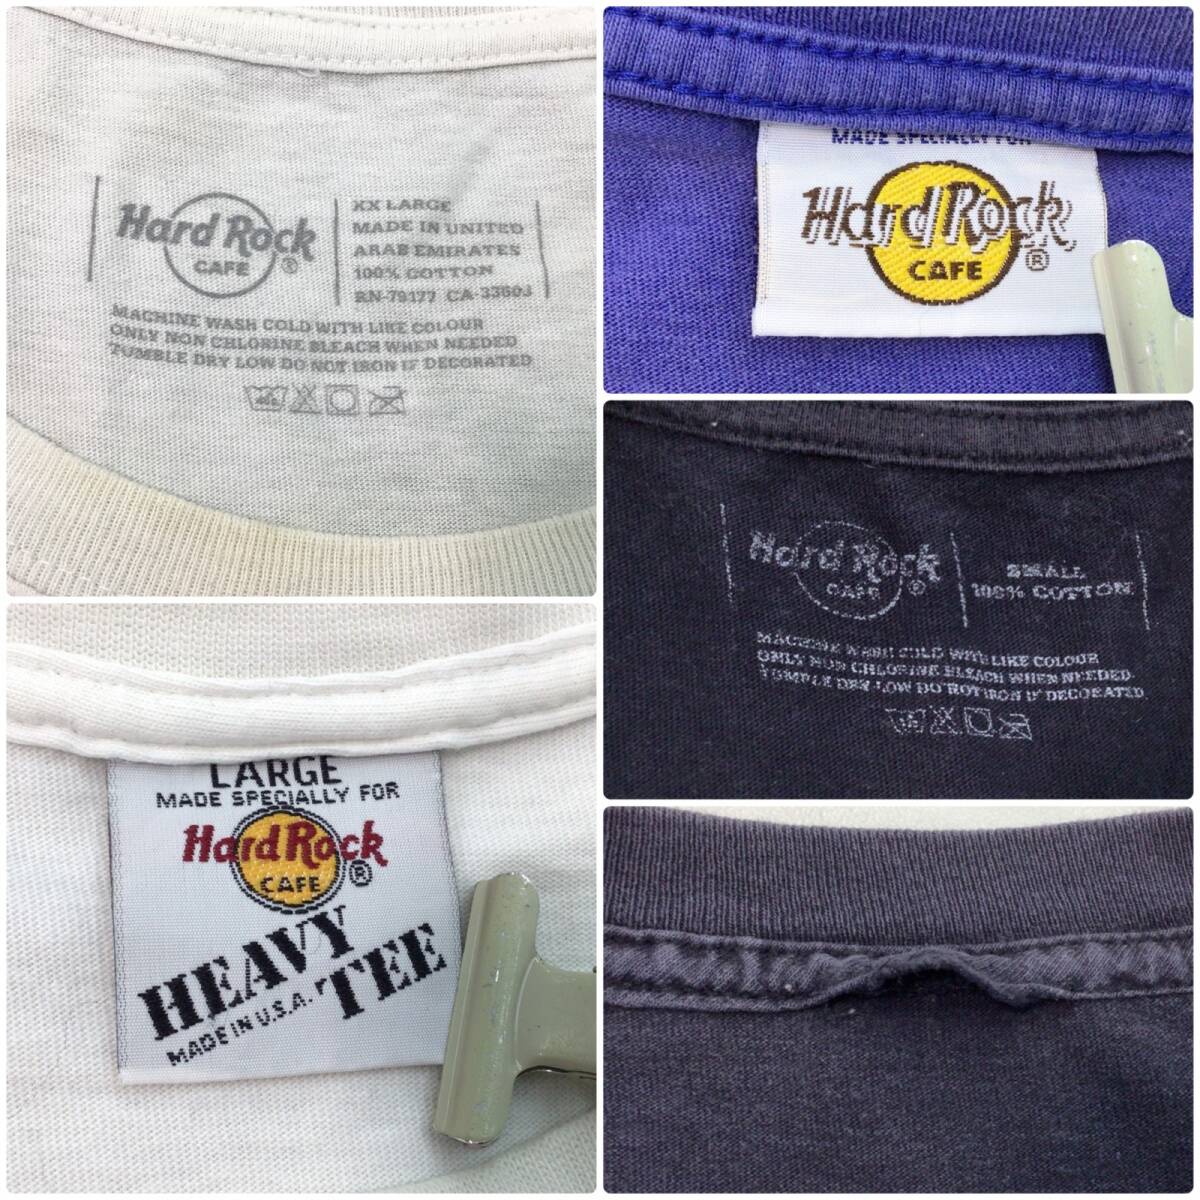 Hard Rock
CAFE
®
XX LARGE
MADE IN UNITED
ARAB EMIRATES
100% COTTON
RN-79177 CA-33603
MACHINE WASH COLD WITH LIKE COLOUR
ONLY NON CHLORINE BLEACH WHEN NEEDED
TUMBLE DRY LOW DO NOT IRON IF DECORATED
MADE SPECIALLY FOR
Hard Rock
CAFE
®
Hard Rock
CAFE
®
SMALL
100% COTTON
MACHINE WASH COLD WITH LIKE COLOUR
ONLY NON CHLORINE BLEACH WHEN NEEDED
TUMBLE DRY LOW DO NOT IRON IF DECORATED
LARGE
MADE SPECIALLY FOR
Hard Rock
CAFE
®
HEAVY
TEE
MADE IN U.S.A.